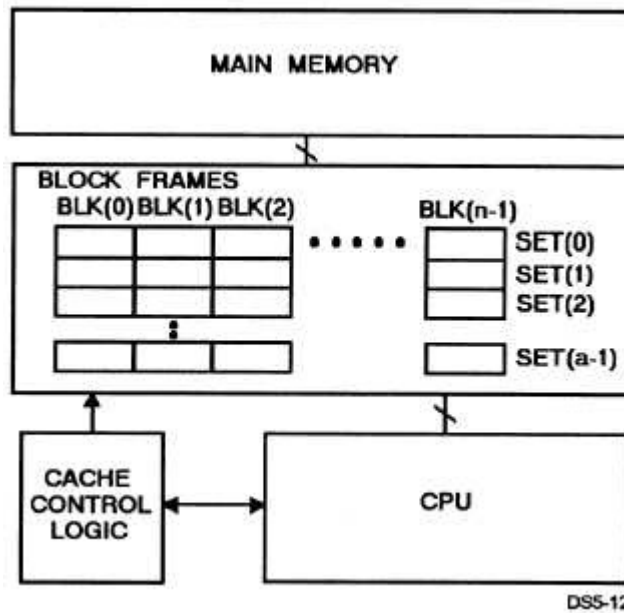 MAIN MEMORY
BLOCK FRAMES
BLK(0) BLK(1) BLK(2) BLK(n-1)
SET(0)
SET(1)
SET(2)
SET(a-1)
CACHE
CONTROL
LOGIC
CPU
DS5-12